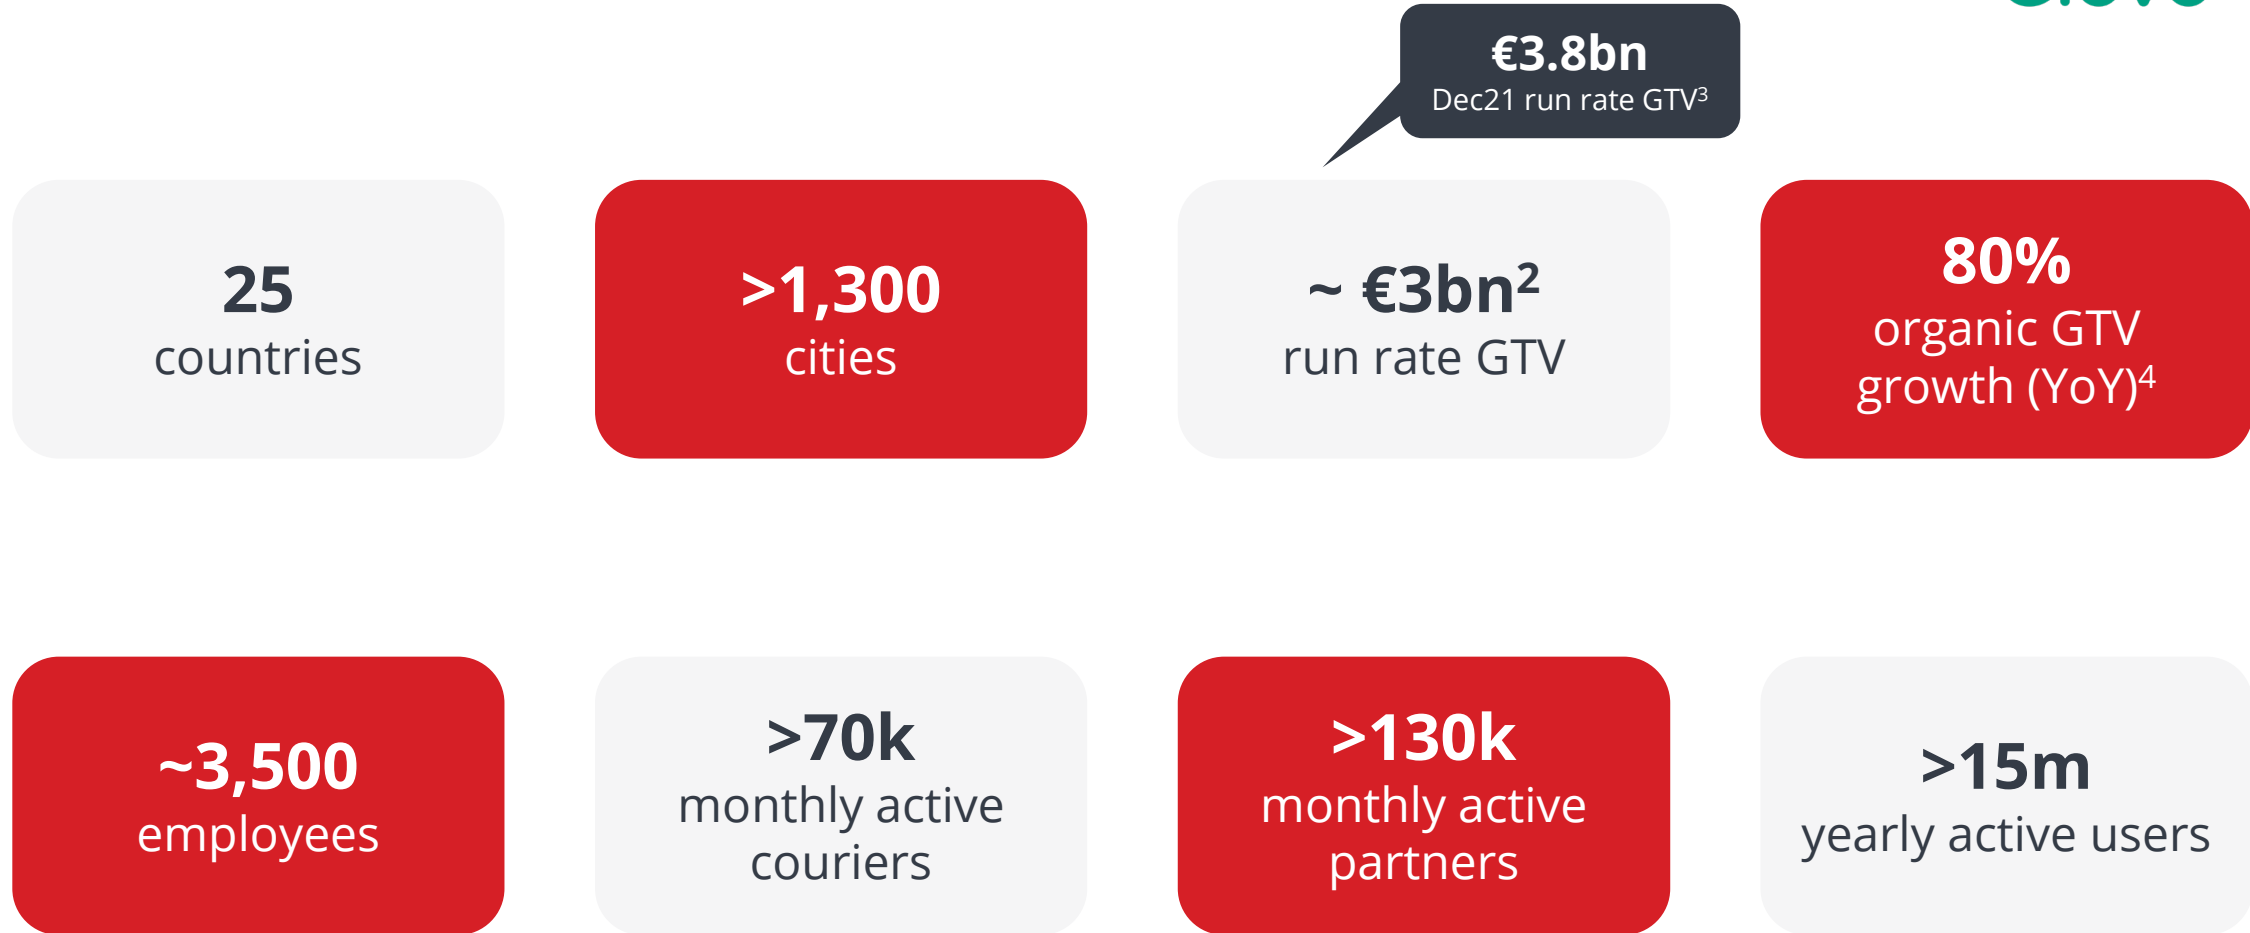 €3.8bn
Dec21 run rate GTV³
25
countries
>1,300
cities
~ €3bn²
run rate GTV
80%
organic GTV
growth (YoY)⁴
~3,500
employees
>70k
monthly active
couriers
>130k
monthly active
partners
>15m
yearly active users